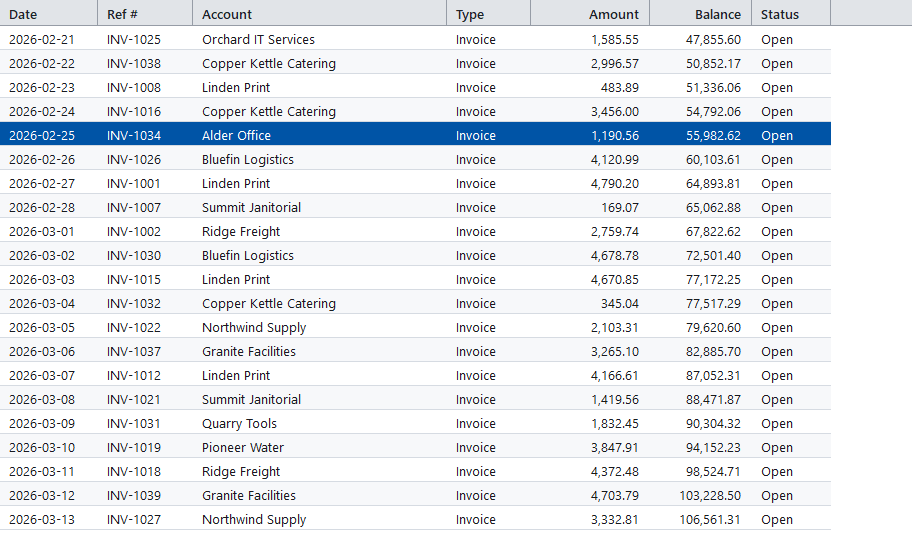 Date Ref # Account Type Amount Balance Status
2026-02-21 INV-1025 Orchard IT Services Invoice 1,585.55 47,855.60 Open
2026-02-22 INV-1038 Copper Kettle Catering Invoice 2,996.57 50,852.17 Open
2026-02-23 INV-1008 Linden Print Invoice 483.89 51,336.06 Open
2026-02-24 INV-1016 Copper Kettle Catering Invoice 3,456.00 54,792.06 Open
2026-02-25 INV-1034 Alder Office Invoice 1,190.56 55,982.62 Open
2026-02-26 INV-1026 Bluefin Logistics Invoice 4,120.99 60,103.61 Open
2026-02-27 INV-1001 Linden Print Invoice 4,790.20 64,893.81 Open
2026-02-28 INV-1007 Summit Janitorial Invoice 169.07 65,062.88 Open
2026-03-01 INV-1002 Ridge Freight Invoice 2,759.74 67,822.62 Open
2026-03-02 INV-1030 Bluefin Logistics Invoice 4,678.78 72,501.40 Open
2026-03-03 INV-1015 Linden Print Invoice 4,670.85 77,172.25 Open
2026-03-04 INV-1032 Copper Kettle Catering Invoice 345.04 77,517.29 Open
2026-03-05 INV-1022 Northwind Supply Invoice 2,103.31 79,620.60 Open
2026-03-06 INV-1037 Granite Facilities Invoice 3,265.10 82,885.70 Open
2026-03-07 INV-1012 Linden Print Invoice 4,166.61 87,052.31 Open
2026-03-08 INV-1021 Summit Janitorial Invoice 1,419.56 88,471.87 Open
2026-03-09 INV-1031 Quarry Tools Invoice 1,832.45 90,304.32 Open
2026-03-10 INV-1019 Pioneer Water Invoice 3,847.91 94,152.23 Open
2026-03-11 INV-1018 Ridge Freight Invoice 4,372.48 98,524.71 Open
2026-03-12 INV-1039 Granite Facilities Invoice 4,703.79 103,228.50 Open
2026-03-13 INV-1027 Northwind Supply Invoice 3,332.81 106,561.31 Open